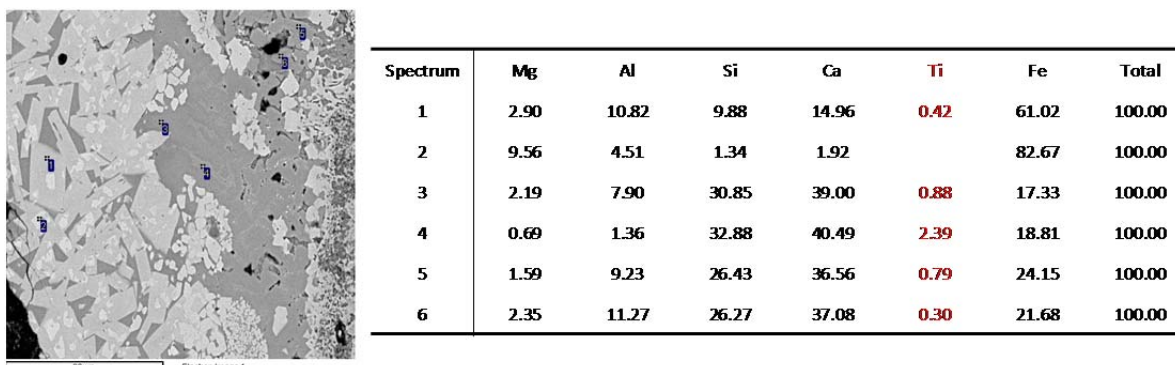 Spectrum Mg Al Si Ca Ti Fe Total
1 2.90 10.82 9.88 14.96 0.42 61.02 100.00
2 9.56 4.51 1.34 1.92 82.67 100.00
3 2.19 7.90 30.85 39.00 0.88 17.33 100.00
4 0.69 1.36 32.88 40.49 2.39 18.81 100.00
5 1.59 9.23 26.43 36.56 0.79 24.15 100.00
6 2.35 11.27 26.27 37.08 0.30 21.68 100.00
5
3
1
4
2